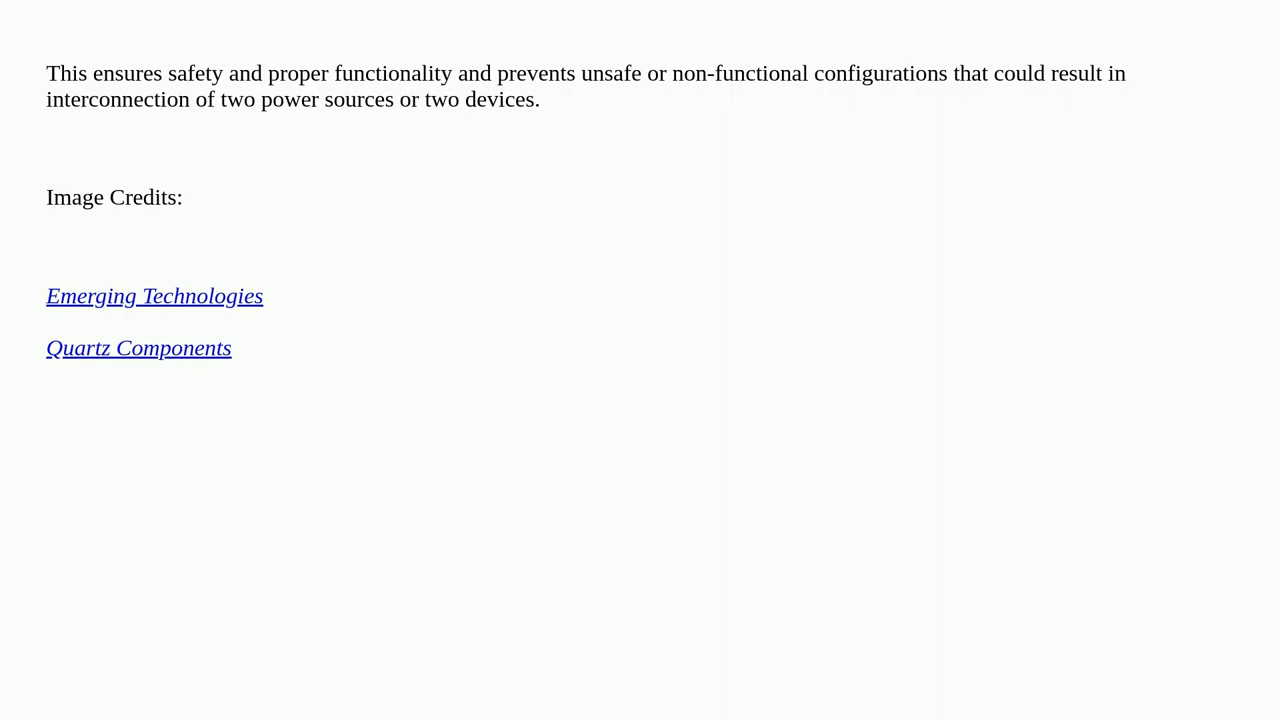 This ensures safety and proper functionality and prevents unsafe or non-functional configurations that could result in
interconnection of two power sources or two devices.
Image Credits:
Emerging Technologies
Quartz Components